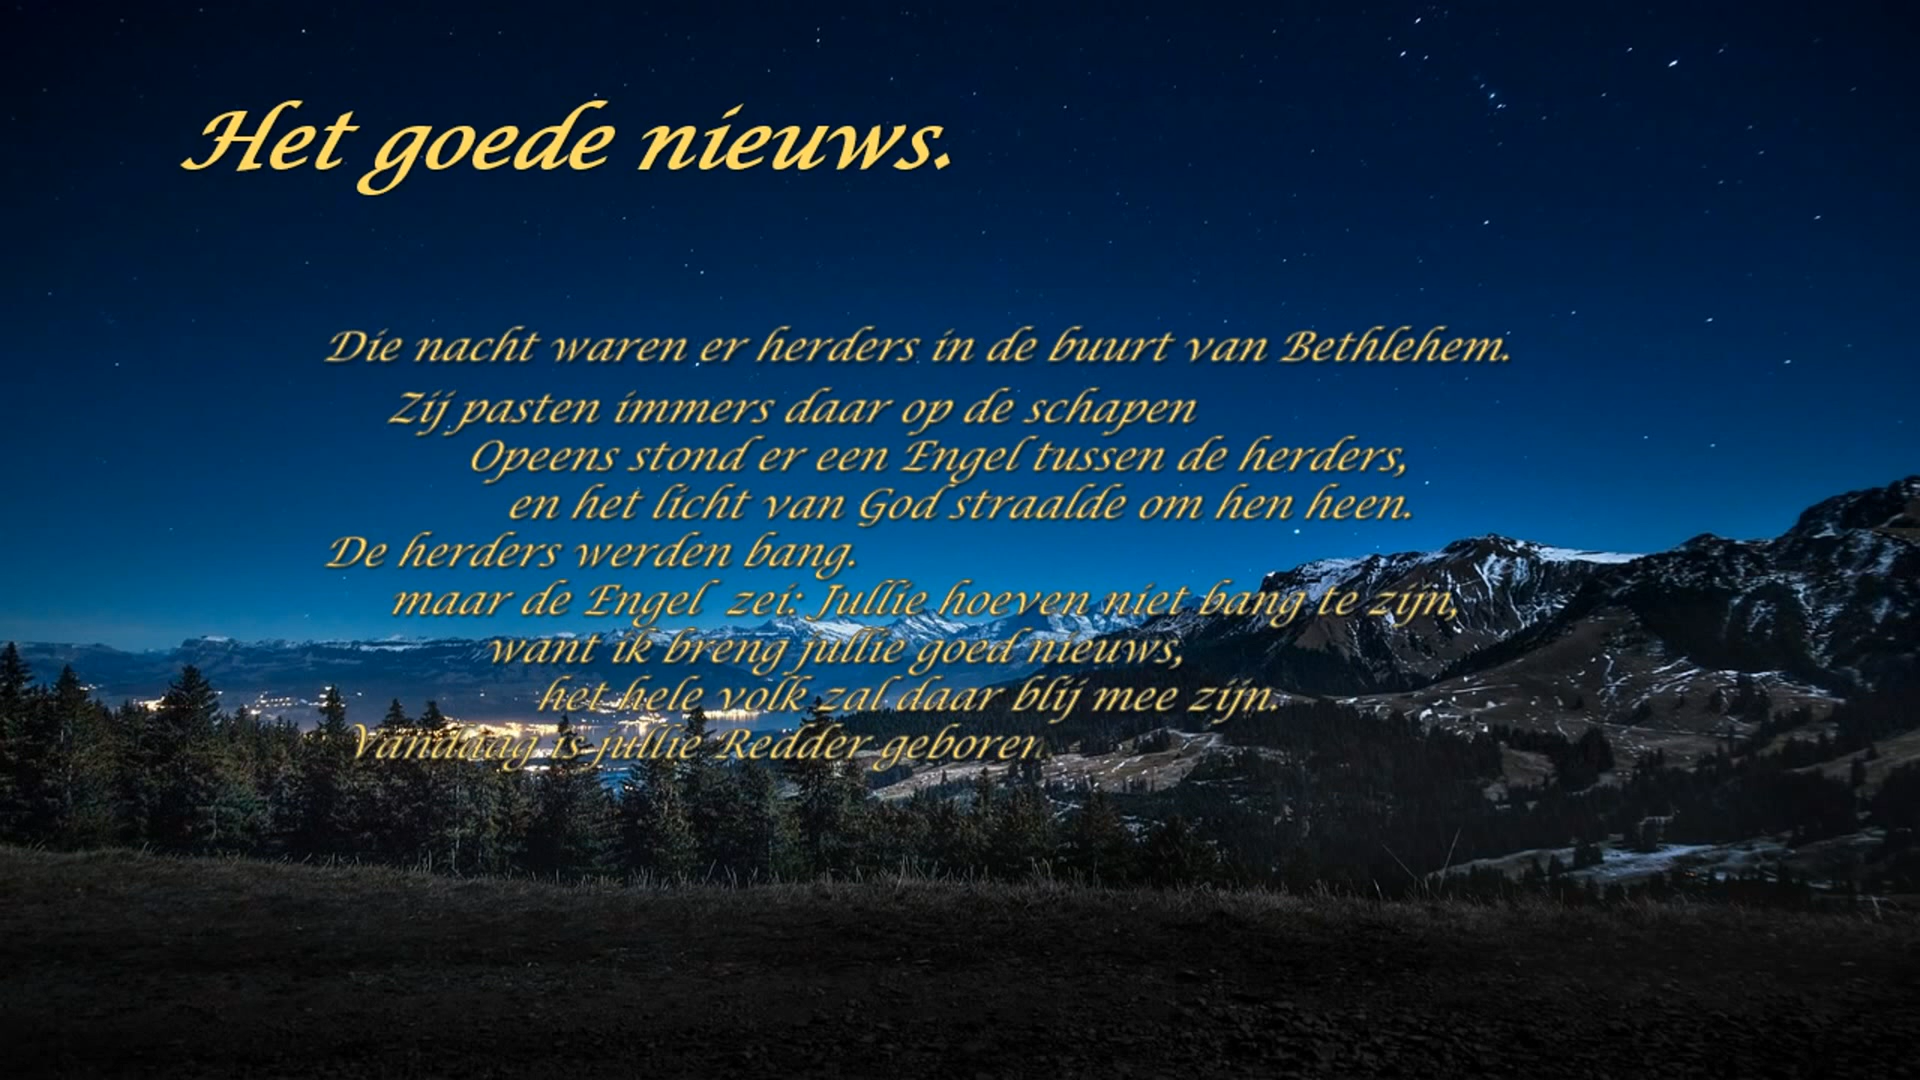 Het goede nieuws.
Die nacht waren er herders in de buurt van Bethlehem.
Zij pasten immers daar op de schapen
Opeens stond er een Engel tussen de herders,
en het licht van God straalde om hen heen.
De herders werden bang.
maar de Engel zei: Jullie hoeven niet bang te zijn,
want ik breng jullie goed nieuws,
het hele volk zal daar blij mee zijn.
Vandaag is jullie Redder geboren